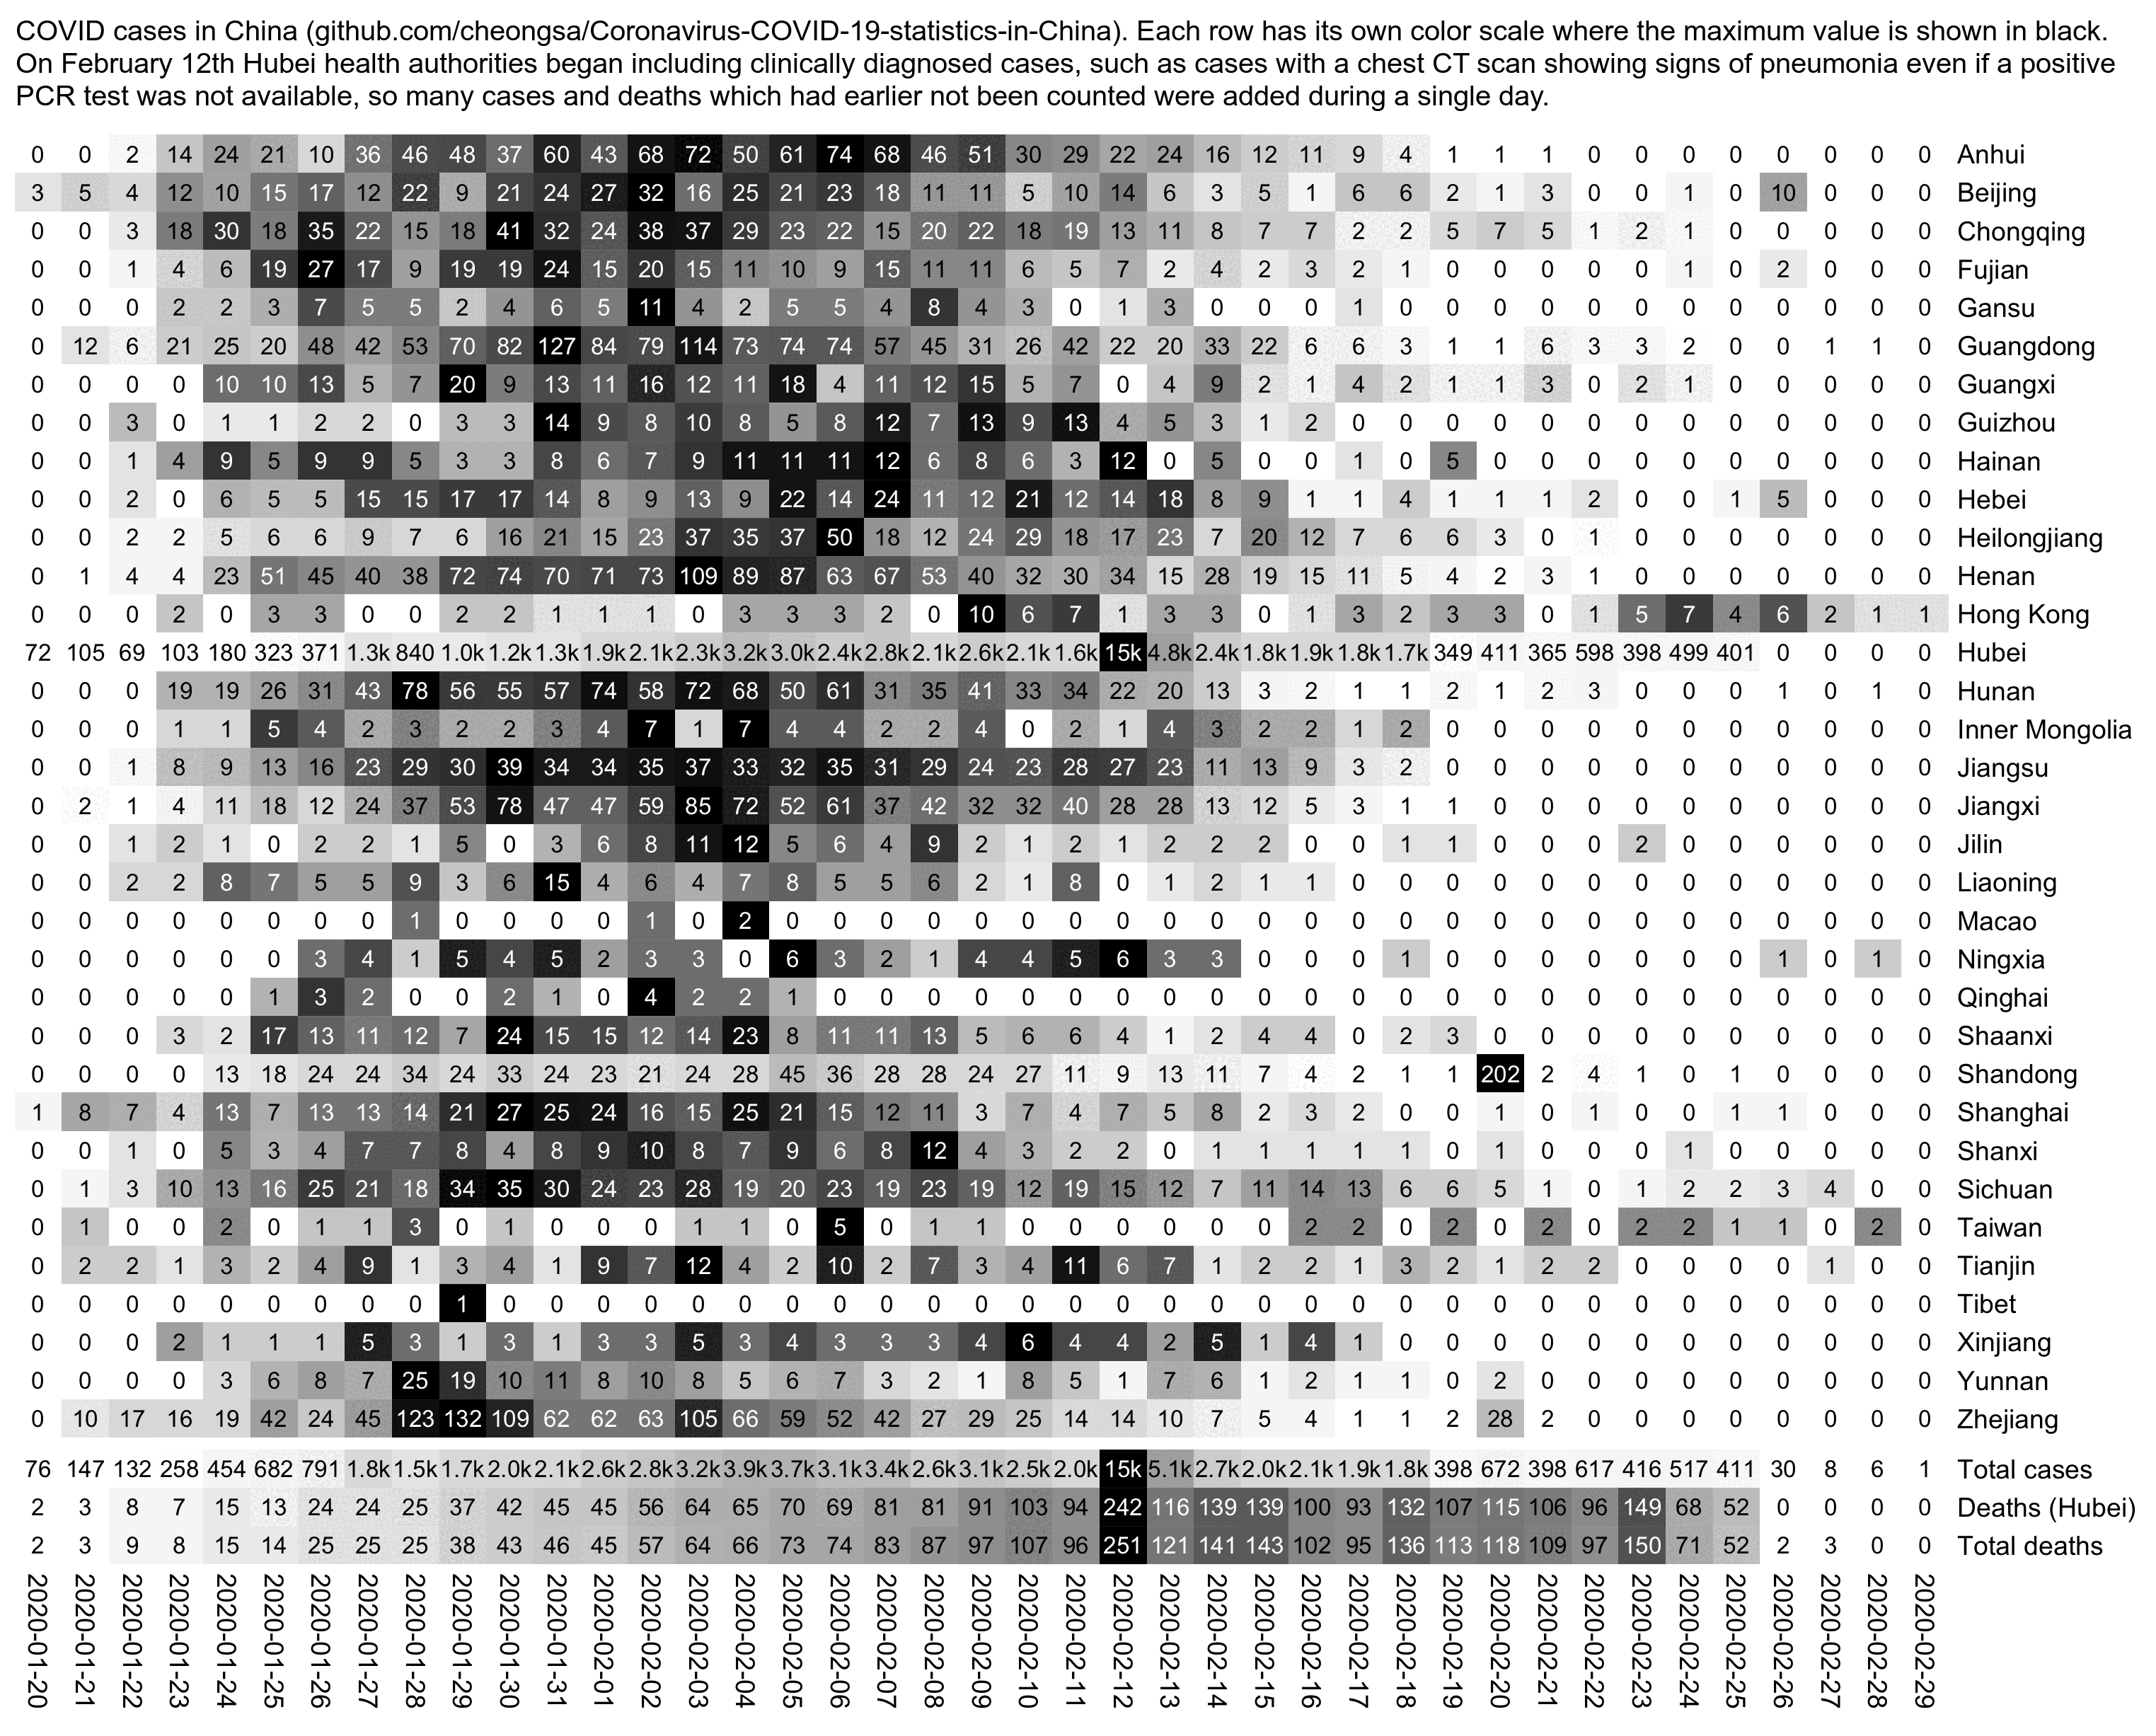 COVID cases in China (github.com/cheongsa/Coronavirus-COVID-19-statistics-in-China). Each row has its own color scale where the maximum value is shown in black.
On February 12th Hubei health authorities began including clinically diagnosed cases, such as cases with a chest CT scan showing signs of pneumonia even if a positive
PCR test was not available, so many cases and deaths which had earlier not been counted were added during a single day.
0 0 2 14 24 21 10 36 46 48 37 60 43 68 72 50 61 74 68 46 51 30 29 22 24 16 12 11 9 4 1 1 1 0 0 0 0 0 0 0 0 Anhui
3 5 4 12 10 15 17 12 22 9 21 24 27 32 16 25 21 23 18 11 11 5 10 14 6 3 5 1 6 6 2 1 3 0 0 1 0 10 0 0 0 Beijing
0 0 3 18 30 18 35 22 15 18 41 32 24 38 37 29 23 22 15 20 22 18 19 13 11 8 7 7 2 2 5 7 5 1 2 1 0 0 0 0 0 Chongqing
0 0 1 4 6 19 27 17 9 19 19 24 15 20 15 11 10 9 15 11 11 6 5 7 2 4 2 3 2 1 0 0 0 0 0 1 0 2 0 0 0 Fujian
0 0 0 2 2 3 7 5 5 2 4 6 5 11 4 2 5 5 4 8 4 3 0 1 3 0 0 0 1 0 0 0 0 0 0 0 0 0 0 0 0 Gansu
0 12 6 21 25 20 48 42 53 70 82 127 84 79 114 73 74 74 57 45 31 26 42 22 20 33 22 6 6 3 1 1 6 3 3 2 0 0 1 1 0 Guangdong
0 0 0 0 10 10 13 5 7 20 9 13 11 16 12 11 18 4 11 12 15 5 7 0 4 9 2 1 4 2 1 1 3 0 2 1 0 0 0 0 0 Guangxi
0 0 3 0 1 1 2 2 0 3 3 14 9 8 10 8 5 8 12 7 13 9 13 4 5 3 1 2 0 0 0 0 0 0 0 0 0 0 0 0 0 Guizhou
0 0 1 4 9 5 9 9 5 3 3 8 6 7 9 11 11 11 12 6 8 6 3 12 0 5 0 0 1 0 5 0 0 0 0 0 0 0 0 0 0 Hainan
0 0 2 0 6 5 5 15 15 17 17 14 8 9 13 9 22 14 24 11 12 21 12 14 18 8 9 1 1 4 1 1 1 2 0 0 1 5 0 0 0 Hebei
0 0 2 2 5 6 6 9 7 6 16 21 15 23 37 35 37 50 18 12 24 29 18 17 23 7 20 12 7 6 6 3 0 1 0 0 0 0 0 0 0 Heilongjiang
0 1 4 4 23 51 45 40 38 72 74 70 71 73 109 89 87 63 67 53 40 32 30 34 15 28 19 15 11 5 4 2 3 1 0 0 0 0 0 0 0 Henan
0 0 0 2 0 3 3 0 0 2 2 1 1 1 0 3 3 3 2 0 10 6 7 1 3 3 0 1 3 2 3 3 0 1 5 7 4 6 2 1 1 Hong Kong
72 105 69 103 180 323 371 1.3k 840 1.0k 1.2k 1.3k 1.9k 2.1k 2.3k 3.2k 3.0k 2.4k 2.8k 2.1k 2.6k 2.1k 1.6k 15k 4.8k 2.4k 1.8k 1.9k 1.8k 1.7k 349 411 365 598 398 499 401 0 0 0 0 Hubei
0 0 0 19 19 26 31 43 78 56 55 57 74 58 72 68 50 61 31 35 41 33 34 22 20 13 3 2 1 1 2 1 2 3 0 0 0 1 0 1 0 Hunan
0 0 0 1 1 5 4 2 3 2 2 3 4 7 1 7 4 4 2 2 4 0 2 1 4 3 2 2 1 2 0 0 0 0 0 0 0 0 0 0 0 Inner Mongolia
0 0 1 8 9 13 16 23 29 30 39 34 34 35 37 33 32 35 31 29 24 23 28 27 23 11 13 9 3 2 0 0 0 0 0 0 0 0 0 0 0 Jiangsu
0 2 1 4 11 18 12 24 37 53 78 47 47 59 85 72 52 61 37 42 32 32 40 28 28 13 12 5 3 1 1 0 0 0 0 0 0 0 0 0 0 Jiangxi
0 0 1 2 1 0 2 2 1 5 0 3 6 8 11 12 5 6 4 9 2 1 2 1 2 2 2 0 0 1 1 0 0 0 2 0 0 0 0 0 0 Jilin
0 0 2 2 8 7 5 5 9 3 6 15 4 6 4 7 8 5 5 6 2 1 8 0 1 2 1 1 0 0 0 0 0 0 0 0 0 0 0 0 0 Liaoning
0 0 0 0 0 0 0 0 1 0 0 0 0 1 0 2 0 0 0 0 0 0 0 0 0 0 0 0 0 0 0 0 0 0 0 0 0 0 0 0 0 Macao
0 0 0 0 0 0 3 4 1 5 4 5 2 3 3 0 6 3 2 1 4 4 5 6 3 3 0 0 0 1 0 0 0 0 0 0 0 1 0 1 0 Ningxia
0 0 0 0 0 1 3 2 0 0 2 1 0 4 2 2 1 0 0 0 0 0 0 0 0 0 0 0 0 0 0 0 0 0 0 0 0 0 0 0 0 Qinghai
0 0 0 3 2 17 13 11 12 7 24 15 15 12 14 23 8 11 11 13 5 6 6 4 1 2 4 4 0 2 3 0 0 0 0 0 0 0 0 0 0 Shaanxi
0 0 0 0 13 18 24 24 34 24 33 24 23 21 24 28 45 36 28 28 24 27 11 9 13 11 7 4 2 1 1 202 2 4 1 0 1 0 0 0 0 Shandong
1 8 7 4 13 7 13 13 14 21 27 25 24 16 15 25 21 15 12 11 3 7 4 7 5 8 2 3 2 0 0 1 0 1 0 0 1 1 0 0 0 Shanghai
0 0 1 0 5 3 4 7 7 8 4 8 9 10 8 7 9 6 8 12 4 3 2 2 0 1 1 1 1 1 0 1 0 0 0 1 0 0 0 0 0 Shanxi
0 1 3 10 13 16 25 21 18 34 35 30 24 23 28 19 20 23 19 23 19 12 19 15 12 7 11 14 13 6 6 5 1 0 1 2 2 3 4 0 0 Sichuan
0 1 0 0 2 0 1 1 3 0 1 0 0 0 1 1 0 5 0 1 1 0 0 0 0 0 0 2 2 0 2 0 2 0 2 2 1 1 0 2 0 Taiwan
0 2 2 1 3 2 4 9 1 3 4 1 9 7 12 4 2 10 2 7 3 4 11 6 7 1 2 2 1 3 2 1 2 2 0 0 0 0 1 0 0 Tianjin
0 0 0 0 0 0 0 0 0 1 0 0 0 0 0 0 0 0 0 0 0 0 0 0 0 0 0 0 0 0 0 0 0 0 0 0 0 0 0 0 0 Tibet
0 0 0 2 1 1 1 5 3 1 3 1 3 3 5 3 4 3 3 3 4 6 4 4 2 5 1 4 1 0 0 0 0 0 0 0 0 0 0 0 0 Xinjiang
0 0 0 0 3 6 8 7 25 19 10 11 8 10 8 5 6 7 3 2 1 8 5 1 7 6 1 2 1 1 0 2 0 0 0 0 0 0 0 0 0 Yunnan
0 10 17 16 19 42 24 45 123 132 109 62 62 63 105 66 59 52 42 27 29 25 14 14 10 7 5 4 1 1 2 28 2 0 0 0 0 0 0 0 0 Zhejiang
76 147 132 258 454 682 791 1.8k 1.5k 1.7k 2.0k 2.1k 2.6k 2.8k 3.2k 3.9k 3.7k 3.1k 3.4k 2.6k 3.1k 2.5k 2.0k 15k 5.1k 2.7k 2.0k 2.1k 1.9k 1.8k 398 672 398 617 416 517 411 30 8 6 1 Total cases
2 3 8 7 15 13 24 24 25 37 42 45 45 56 64 65 70 69 81 81 91 103 94 242 116 139 139 100 93 132 107 115 106 96 149 68 52 0 0 0 0 Deaths (Hubei)
2 3 9 8 15 14 25 25 25 38 43 46 45 57 64 66 73 74 83 87 97 107 96 251 121 141 143 102 95 136 113 118 109 97 150 71 52 2 3 0 0 Total deaths
2020-01-20 2020-01-21 2020-01-22 2020-01-23 2020-01-24 2020-01-25 2020-01-26 2020-01-27 2020-01-28 2020-01-29 2020-01-30 2020-01-31 2020-02-01 2020-02-02 2020-02-03 2020-02-04 2020-02-05 2020-02-06 2020-02-07 2020-02-08 2020-02-09 2020-02-10 2020-02-11 2020-02-12 2020-02-13 2020-02-14 2020-02-15 2020-02-16 2020-02-17 2020-02-18 2020-02-19 2020-02-20 2020-02-21 2020-02-22 2020-02-23 2020-02-24 2020-02-25 2020-02-26 2020-02-27 2020-02-28 2020-02-29